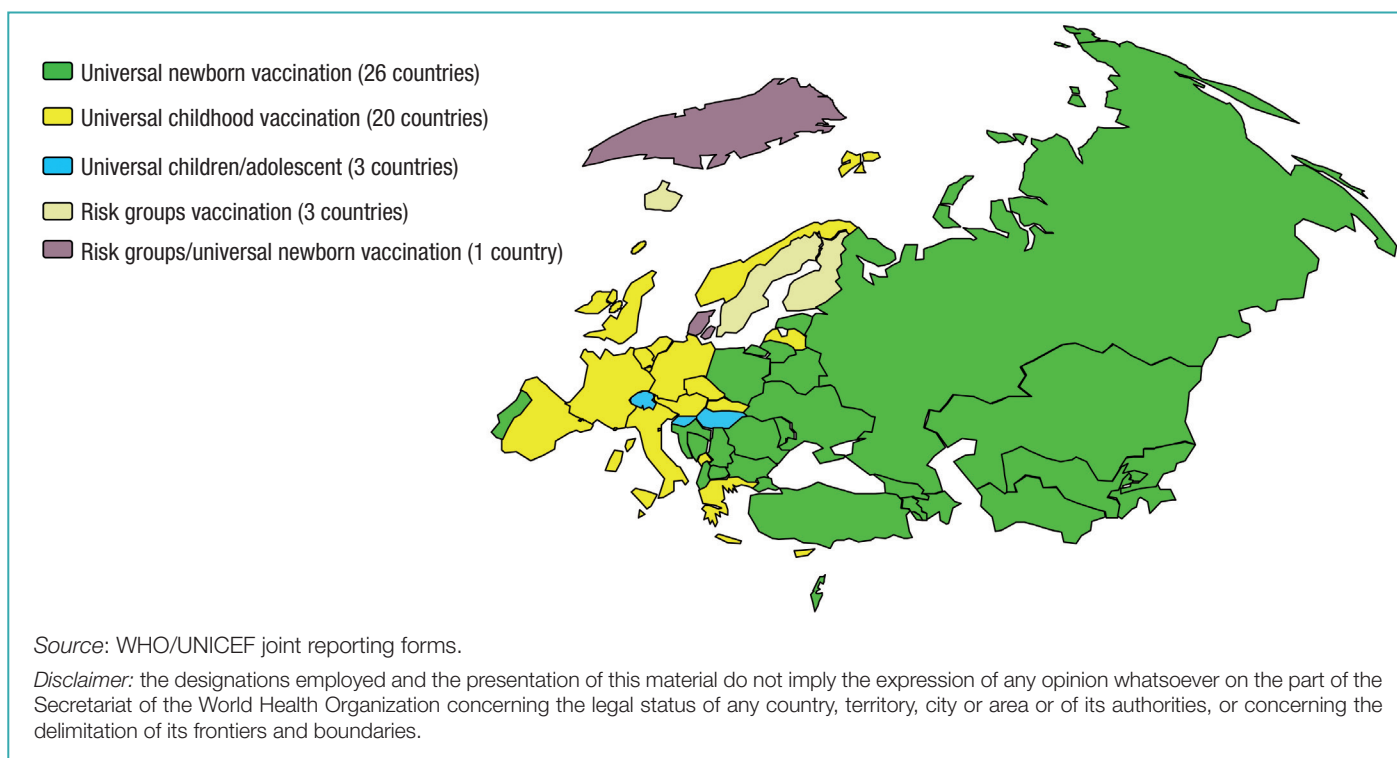 Universal newborn vaccination (26 countries)
Universal childhood vaccination (20 countries)
Universal children/adolescent (3 countries)
Risk groups vaccination (3 countries)
Risk groups/universal newborn vaccination (1 country)
Source: WHO/UNICEF joint reporting forms.
Disclaimer: the designations employed and the presentation of this material do not imply the expression of any opinion whatsoever on the part of the
Secretariat of the World Health Organization concerning the legal status of any country, territory, city or area or of its authorities, or concerning the
delimitation of its frontiers and boundaries.